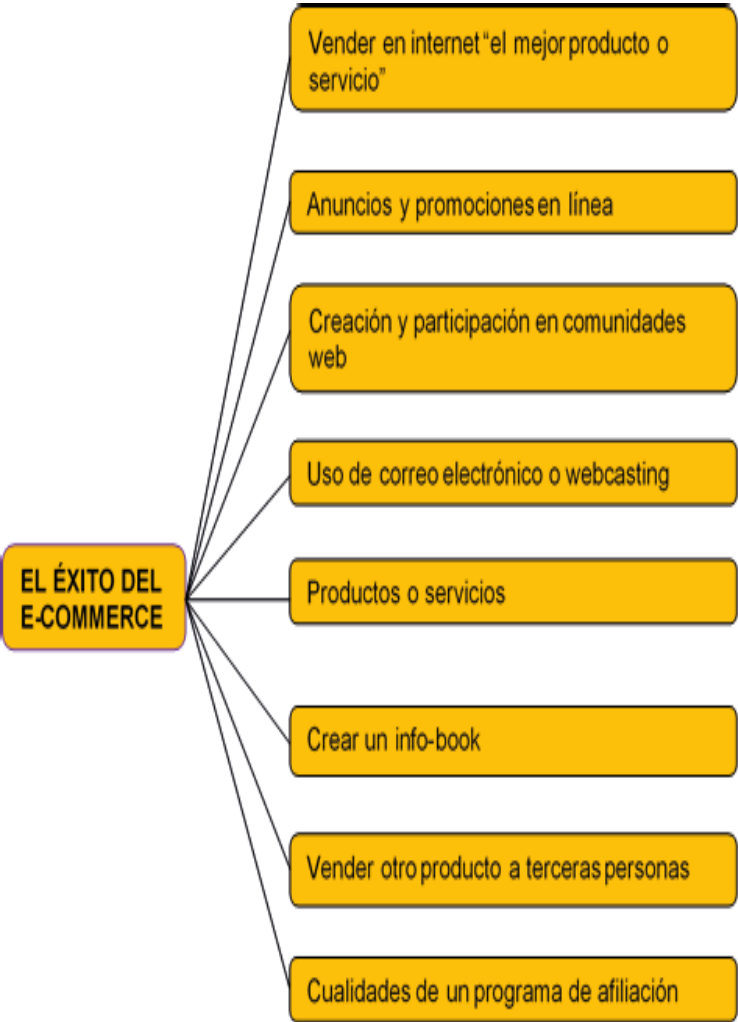 Vender en internet “el mejor producto o
servicio”
Anuncios y promociones en línea
Creación y participación en comunidades
web
Uso de correo electrónico o webcasting
EL ÉXITO DEL
E-COMMERCE
Productos o servicios
Crear un info-book
Vender otro producto a terceras personas
Cualidades de un programa de afiliación